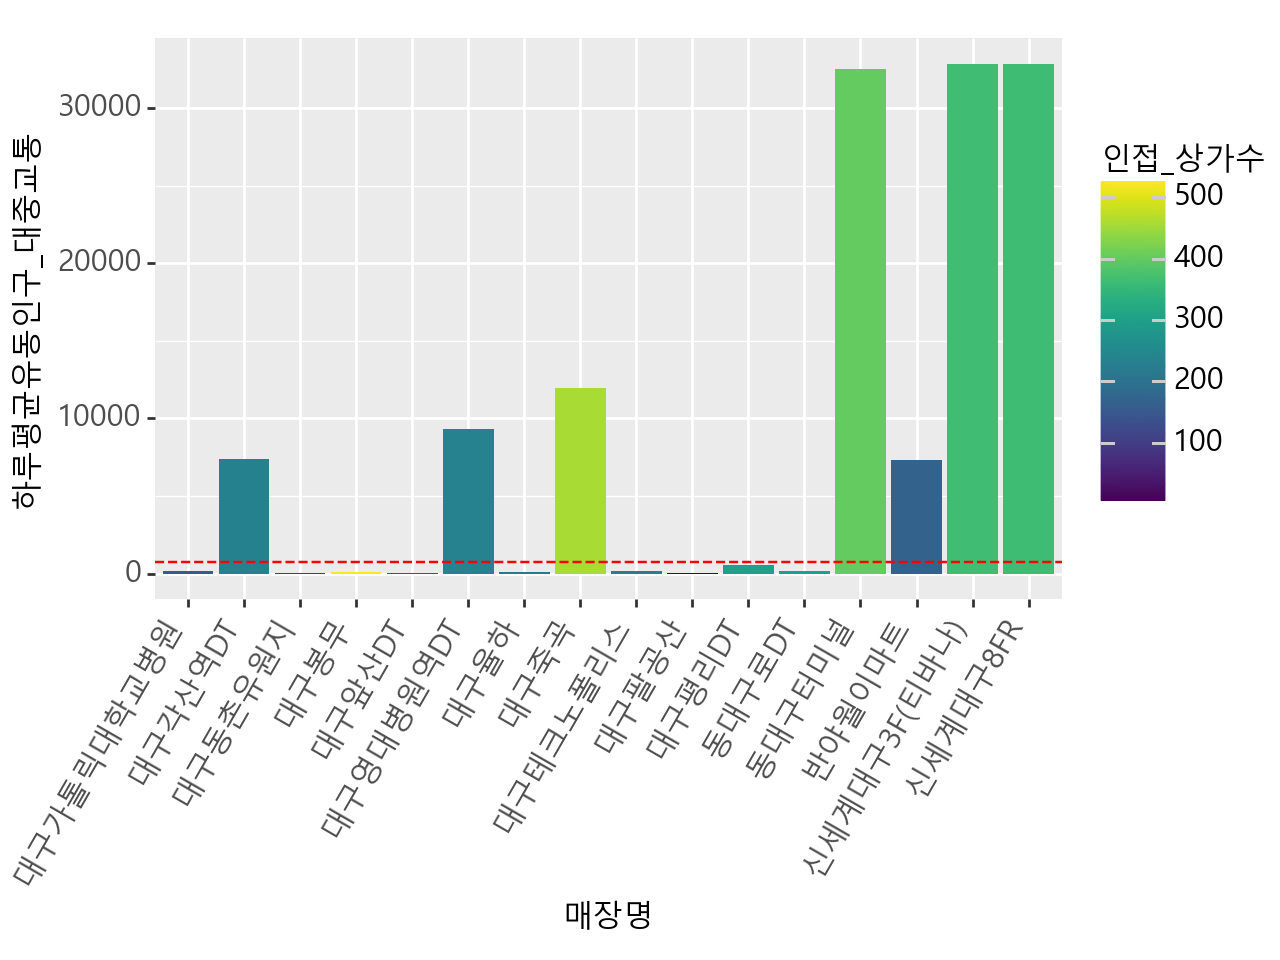 하루평균유동인구_대중교통
30000
20000
10000
0
대구가톨릭대학교병원
대구각산역DT
대구동촌유원지
대구봉무
대구앞산DT
대구영대병원역DT
대구율하
대구죽곡
대구테크노폴리스
대구팔공산
대구평리DT
동대구로DT
동대구터미널
반야월이마트
신세계대구3F(티바나)
신세계대구8FR
매장명
인접_상가수
500
400
300
200
100